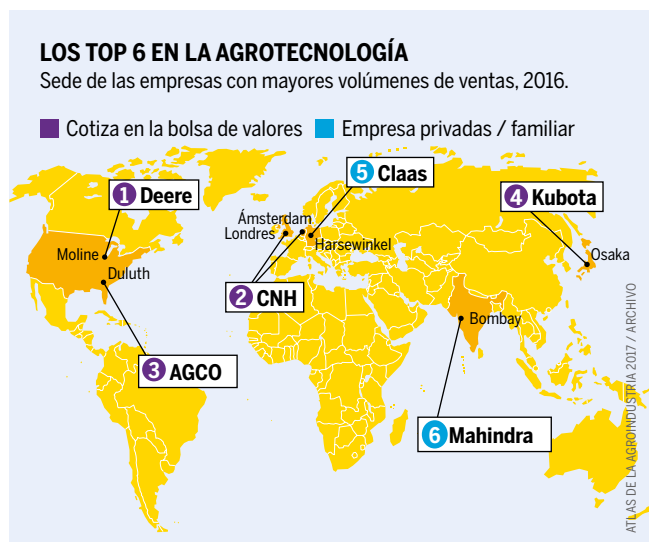 LOS TOP 6 EN LA AGROTECNOLOGÍA
Sede de las empresas con mayores volúmenes de ventas, 2016.
Cotiza en la bolsa de valores
Empresa privadas / familiar
5 Claas
1 Deere
4 Kubota
Ámsterdam
Londres
Harsewinkel
Moline
Osaka
Duluth
2 CNH
Bombay
3 AGCO
6 Mahindra
ATLAS DE LA AGROINDUSTRIA 2017 / ARCHIVO